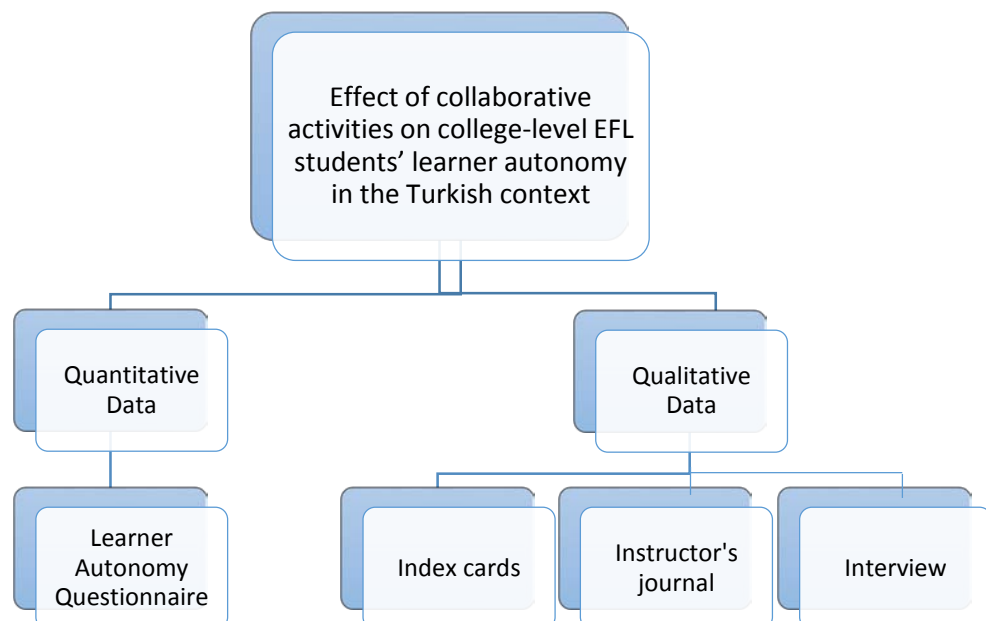 Effect of collaborative
activities on college-level EFL
students’ learner autonomy
in the Turkish context
Quantitative
Data
Qualitative
Data
Learner
Autonomy
Questionnaire
Index cards
Instructor's
journal
Interview